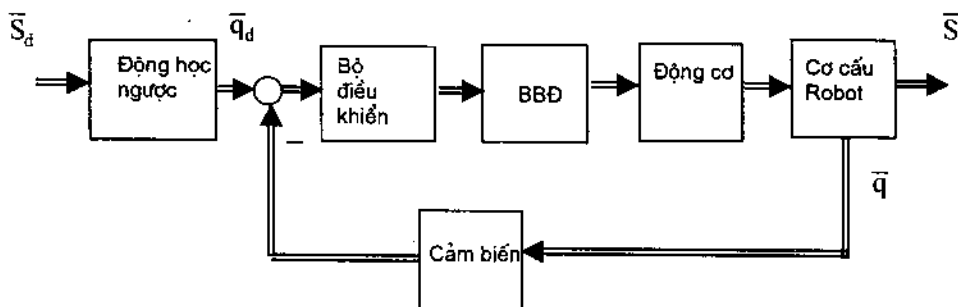 S̄đ
q̄đ
S̄
Động học
ngược
Bộ
điều
khiển
BBĐ
Động cơ
Cơ cấu
Robot
–
q̄
Cảm biến